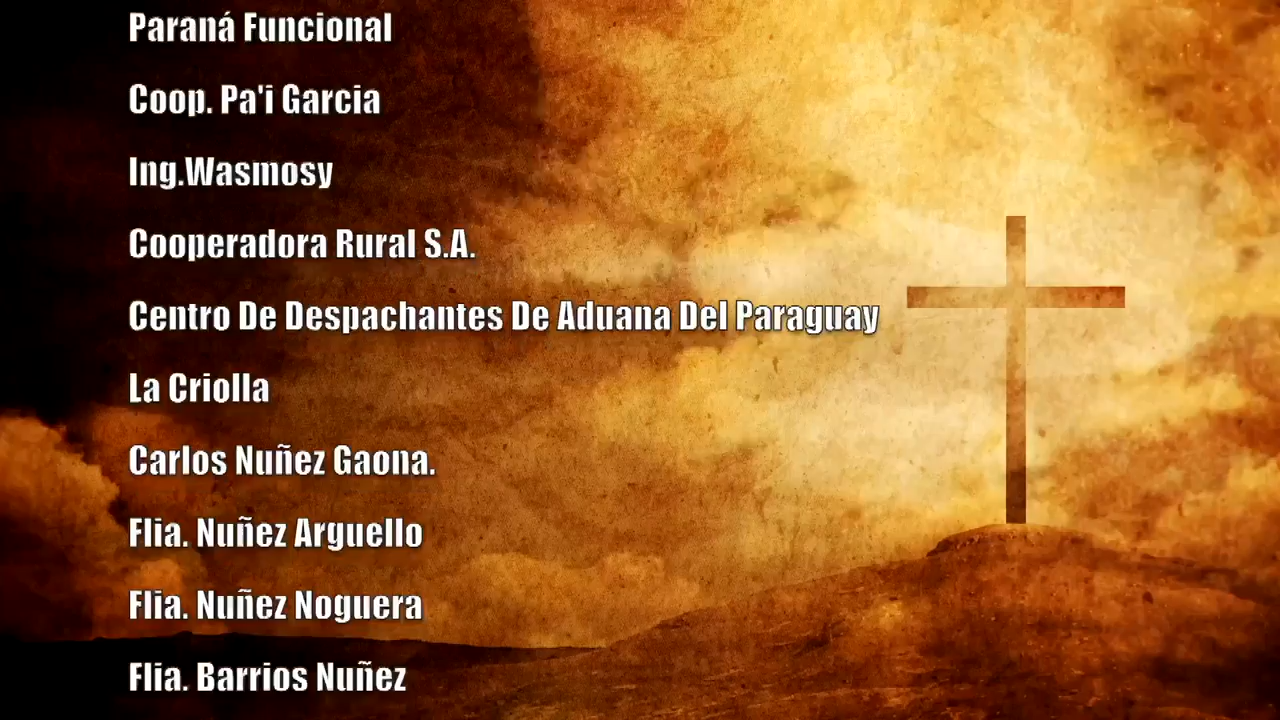 Paraná Funcional
Coop. Pa'i Garcia
Ing.Wasmosy
Cooperadora Rural S.A.
Centro De Despachantes De Aduana Del Paraguay
La Criolla
Carlos Nuñez Gaona.
Flia. Nuñez Arguello
Flia. Nuñez Noguera
Flia. Barrios Nuñez